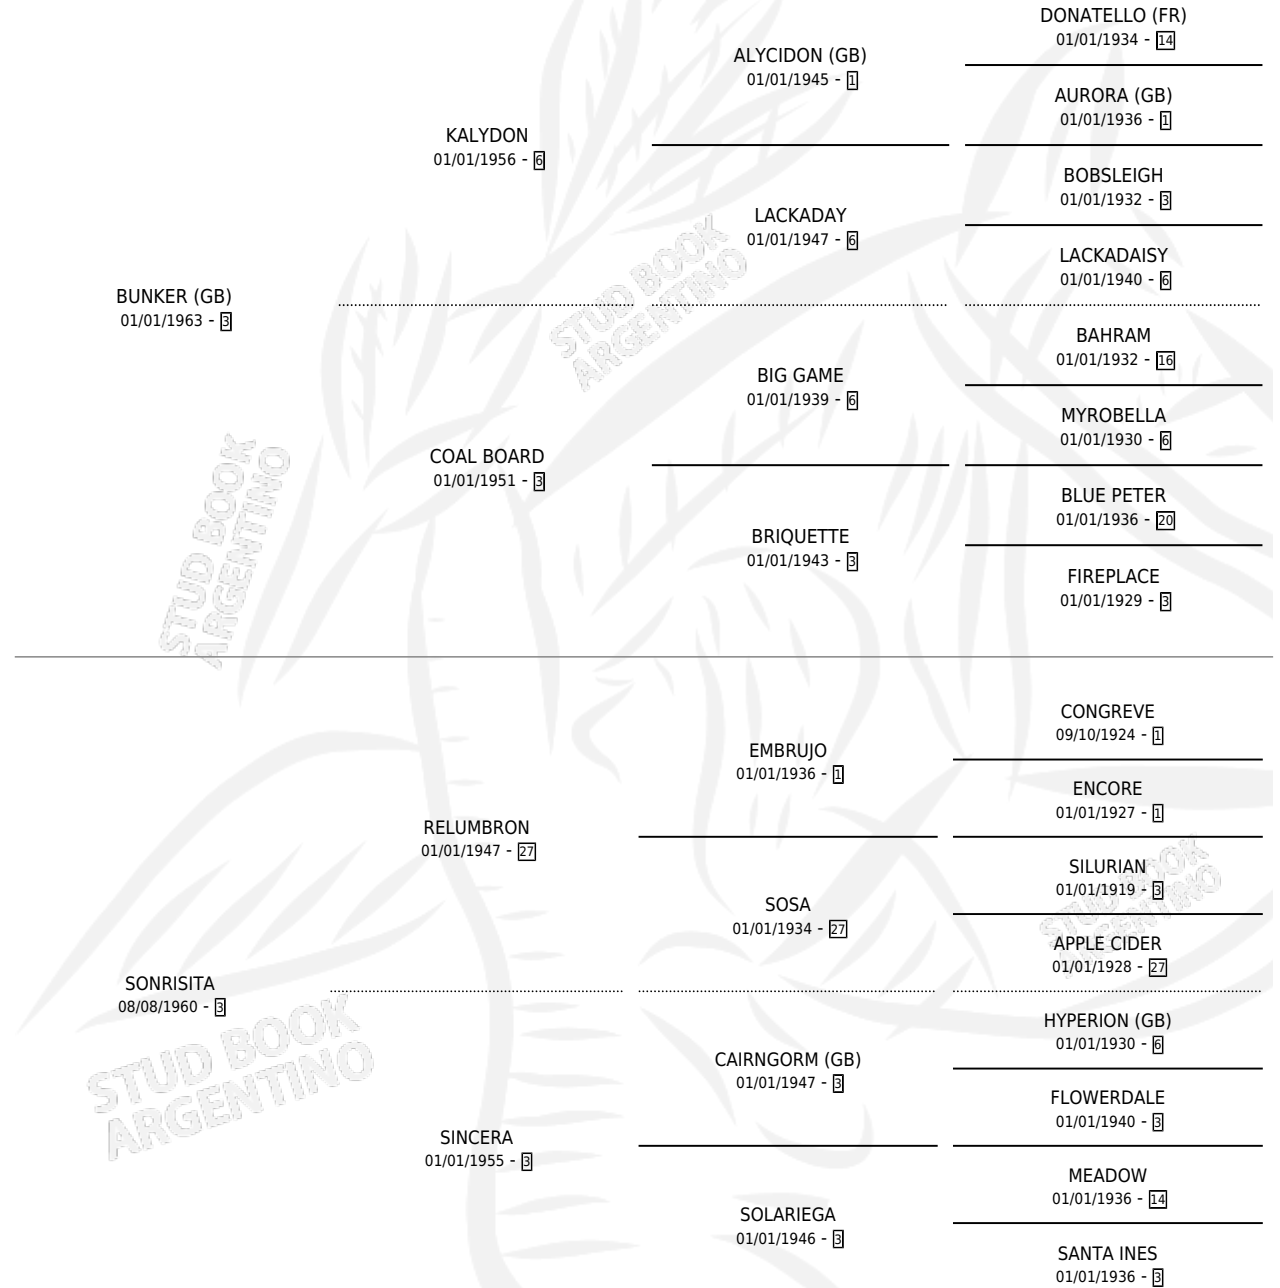 DONATELLO (FR)
01/01/1934 - 14
ALYCIDON (GB)
01/01/1945 - 1
AURORA (GB)
01/01/1936 - 1
KALYDON
01/01/1956 - 6
BOBSLEIGH
01/01/1932 - 3
LACKADAY
01/01/1947 - 6
LACKADAISY
01/01/1940 - 6
BUNKER (GB)
01/01/1963 - 3
BAHRAM
01/01/1932 - 16
BIG GAME
01/01/1939 - 6
MYROBELLA
01/01/1930 - 6
COAL BOARD
01/01/1951 - 3
BLUE PETER
01/01/1936 - 20
BRIQUETTE
01/01/1943 - 3
FIREPLACE
01/01/1929 - 3
CONGREVE
09/10/1924 - 1
EMBRUJO
01/01/1936 - 1
ENCORE
01/01/1927 - 1
RELUMBRON
01/01/1947 - 27
SILURIAN
01/01/1919 - 3
SOSA
01/01/1934 - 27
APPLE CIDER
01/01/1928 - 27
SONRISITA
08/08/1960 - 3
HYPERION (GB)
01/01/1930 - 6
CAIRNGORM (GB)
01/01/1947 - 3
FLOWERDALE
01/01/1940 - 3
SINCERA
01/01/1955 - 3
MEADOW
01/01/1936 - 14
SOLARIEGA
01/01/1946 - 3
SANTA INES
01/01/1936 - 3
STUD BOOK
ARGENTINO
STUD BOOK
ARGENTINO
STUD BOOK
ARGENTINO
STUD BOOK
ARGENTINO